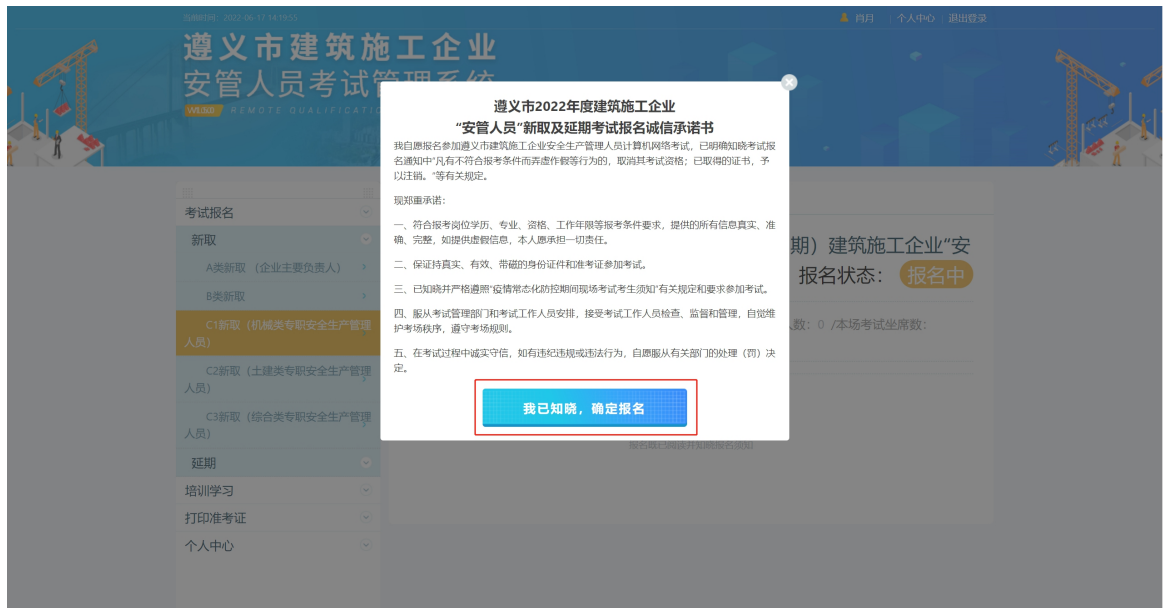 当前时间：2022-06-17 14:19:55
肖月 | 个人中心 | 退出登录
遵义市建筑施工企业
安管人员考试管理系统
REMOTE QUALIFICATIO
遵义市2022年度建筑施工企业
“安管人员”新取及延期考试报名诚信承诺书
我自愿报名参加遵义市建筑施工企业安全生产管理人员计算机网络考试，已明确知晓考试报
名通知中“凡有不符合报考条件而弄虚作假等行为的，取消其考试资格；已取得的证书，予
以注销。”等有关规定。
现郑重承诺：
一、符合报考岗位学历、专业、资格、工作年限等报考条件要求，提供的所有信息真实、准
确、完整，如提供虚假信息，本人愿承担一切责任。
二、保证持真实、有效、带磁的身份证件和准考证参加考试。
三、已知晓并严格遵照“疫情常态化防控期间现场考试考生须知”有关规定和要求参加考试。
四、服从考试管理部门和考试工作人员安排，接受考试工作人员检查、监督和管理，自觉维
护考场秩序，遵守考场规则。
五、在考试过程中诚实守信，如有违纪违规或违法行为，自愿服从有关部门的处理（罚）决
定。
我已知晓，确定报名
考试报名
新取
A类新取 （企业主要负责人）
B类新取
C1新取（机械类专职安全生产管理
人员）
C2新取（土建类专职安全生产管理
人员）
C3新取（综合类专职安全生产管理
人员）
延期
培训学习
打印准考证
个人中心
期）建筑施工企业“安
报名状态： 报名中
数：0 /本场考试坐席数：